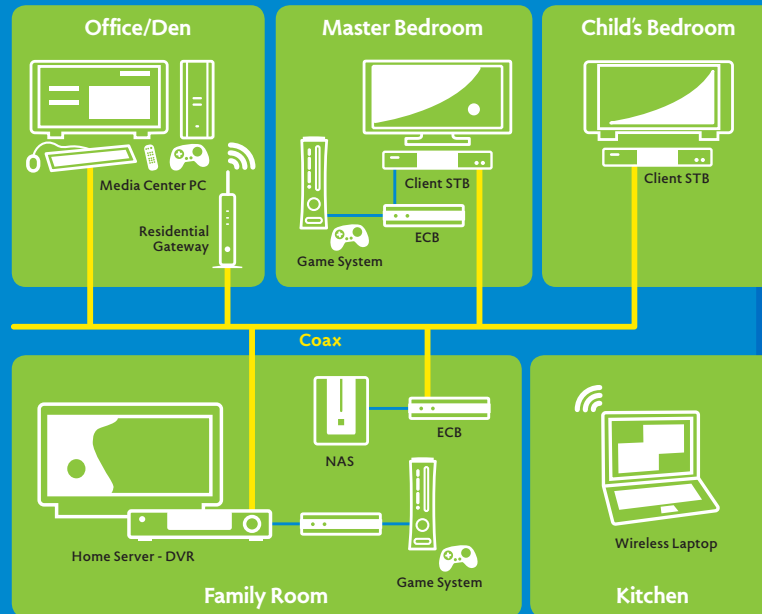 Office/Den
Media Center PC
Residential
Gateway
Master Bedroom
Client STB
ECB
Game System
Child's Bedroom
Client STB
Coax
NAS
ECB
Home Server - DVR
Game System
Family Room
Wireless Laptop
Kitchen